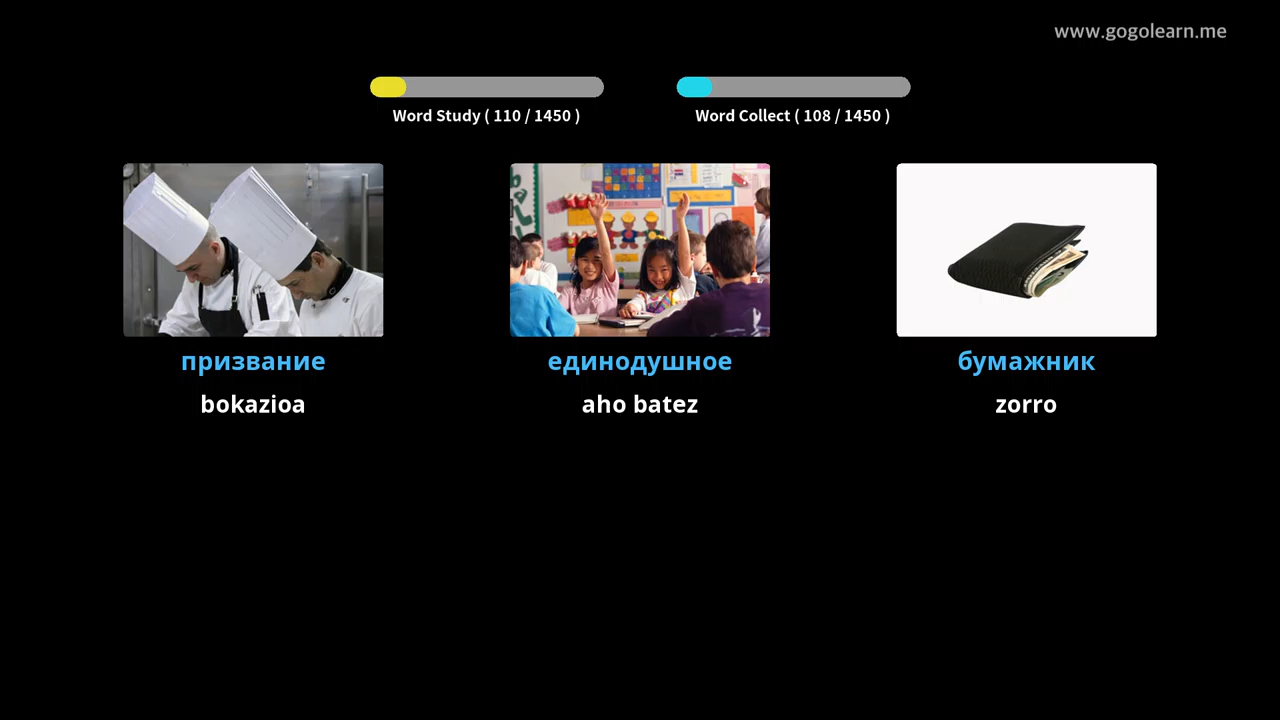 www.gogolearn.me
Word Study ( 110 / 1450 )
Word Collect ( 108 / 1450 )
призвание
единодушное
бумажник
bokazioa
aho batez
zorro